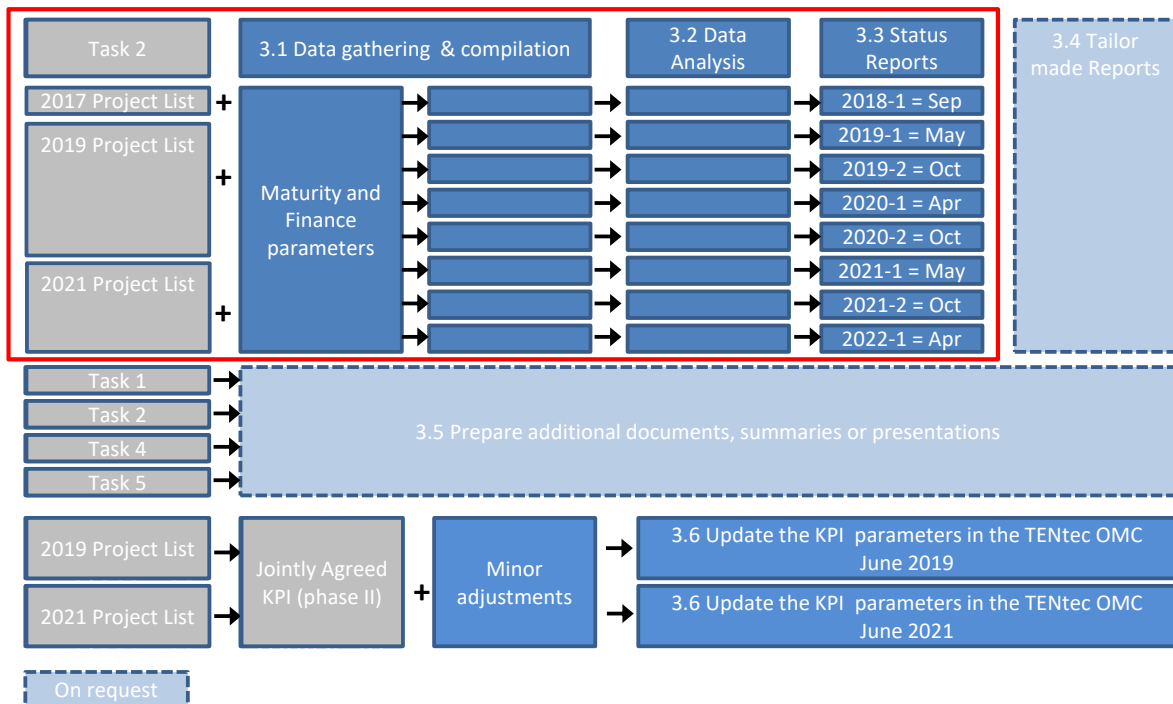 Task 2
3.1 Data gathering & compilation
3.2 Data
Analysis
3.3 Status
Reports
3.4 Tailor
made Reports
2017 Project List
+
2018-1 = Sep
2019 Project List
+
2019-1 = May
2019-2 = Oct
Maturity and
Finance
parameters
2020-1 = Apr
2020-2 = Oct
2021 Project List
+
2021-1 = May
2021-2 = Oct
2022-1 = Apr
Task 1
Task 2
Task 4
Task 5
3.5 Prepare additional documents, summaries or presentations
2019 Project List
2021 Project List
Jointly Agreed
KPI (phase II)
+
Minor
adjustments
3.6 Update the KPI parameters in the TENtec OMC
June 2019
3.6 Update the KPI parameters in the TENtec OMC
June 2021
On request